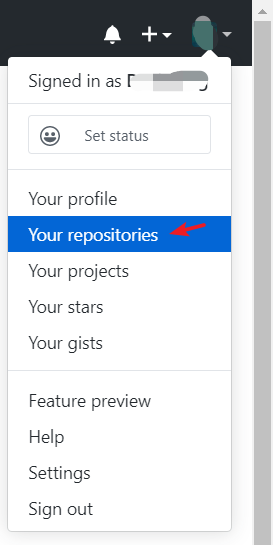 Signed in as
Set status
Your profile
Your repositories
Your projects
Your stars
Your gists
Feature preview
Help
Settings
Sign out